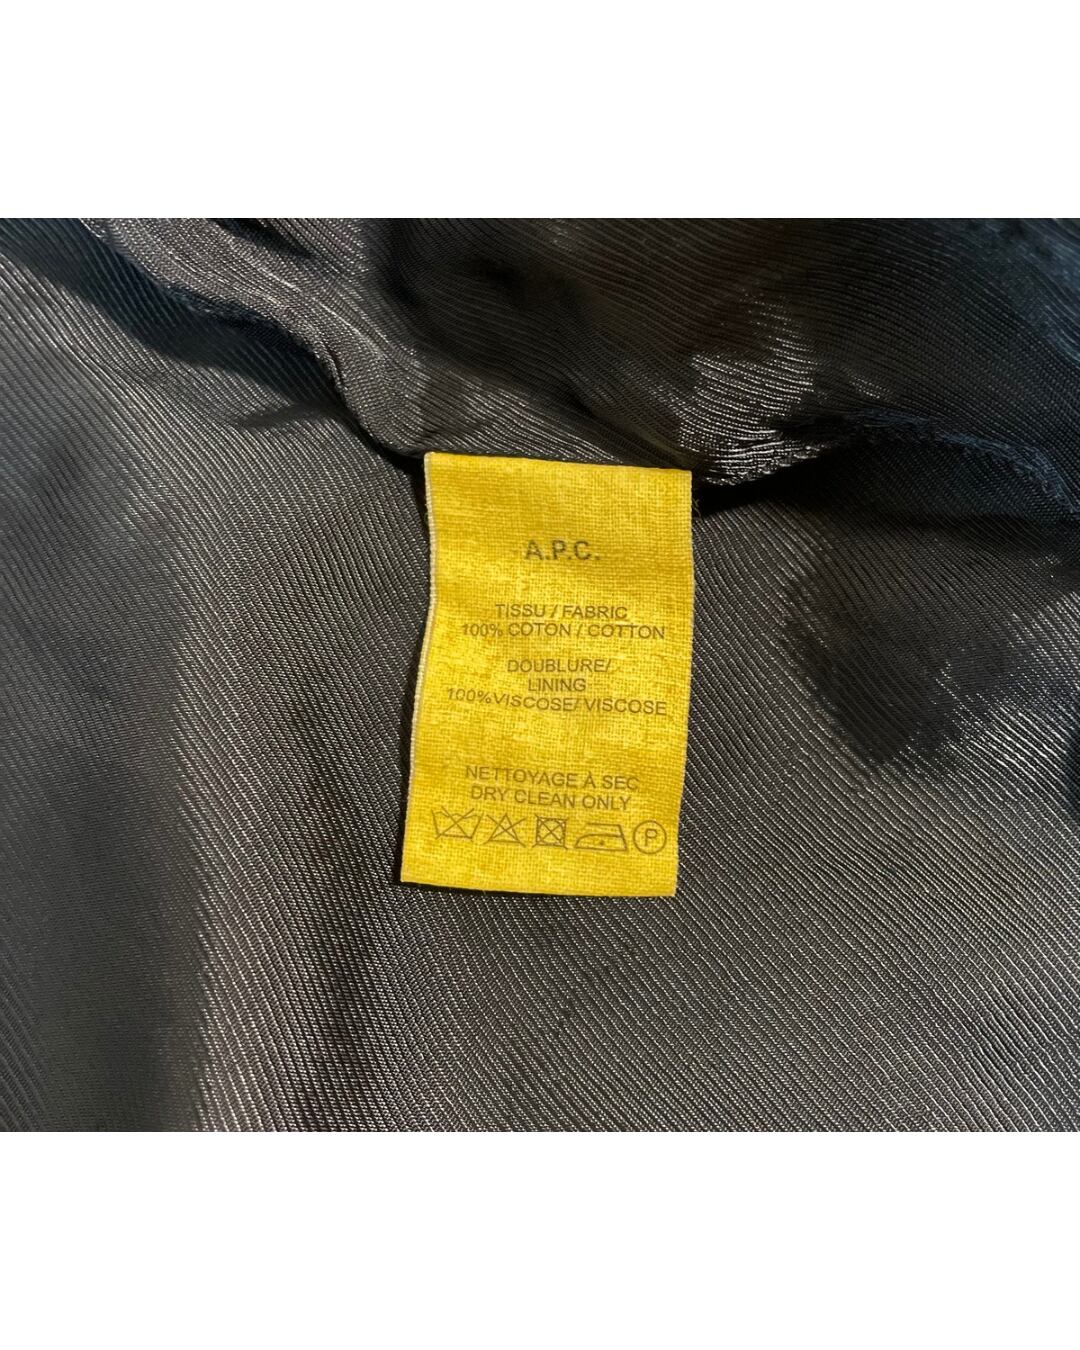 A.P.C.
TISSU / FABRIC
100% COTON / COTTON
DOUBLURE/
LINING
100%VISCOSE/ VISCOSE
NETTOYAGE À SEC
DRY CLEAN ONLY
P